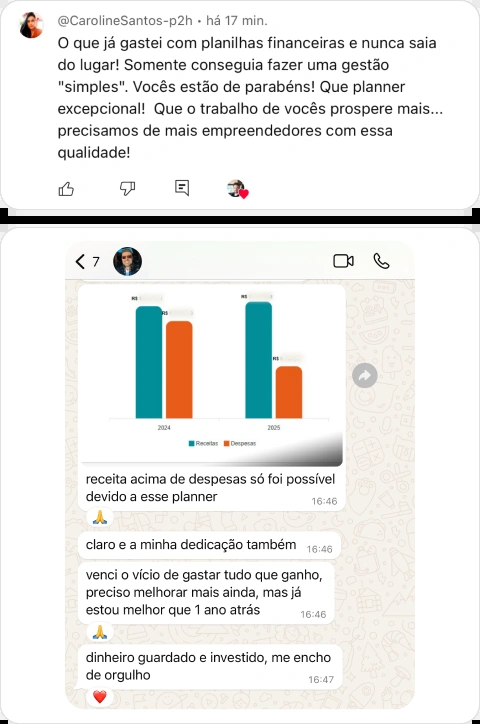 @CarolineSantos-p2h • há 17 min.
O que já gastei com planilhas financeiras e nunca saia
do lugar! Somente conseguia fazer uma gestão
"simples". Vocês estão de parabéns! Que planner
excepcional!  Que o trabalho de vocês prospere mais...
precisamos de mais empreendedores com essa
qualidade!
7
R$
R$
R$
R$
2024
2025
Receitas
Despesas
receita acima de despesas só foi possível
devido a esse planner
16:46
🙏
claro e a minha dedicação também
16:46
venci o vício de gastar tudo que ganho,
preciso melhorar mais ainda, mas já
estou melhor que 1 ano atrás
16:46
🙏
dinheiro guardado e investido, me encho
de orgulho
16:47
❤️